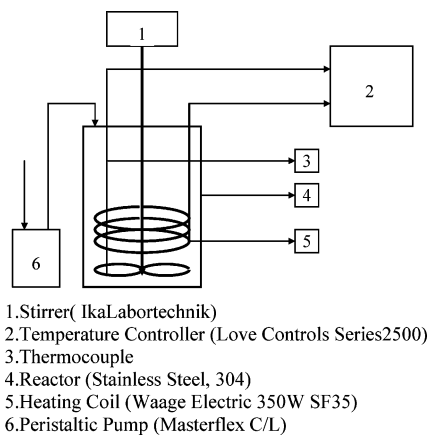 1
2
3
4
5
6
1.Stirrer( IkaLabortechnik)
2.Temperature Controller (Love Controls Series2500)
3.Thermocouple
4.Reactor (Stainless Steel, 304)
5.Heating Coil (Waage Electric 350W SF35)
6.Peristaltic Pump (Masterflex C/L)